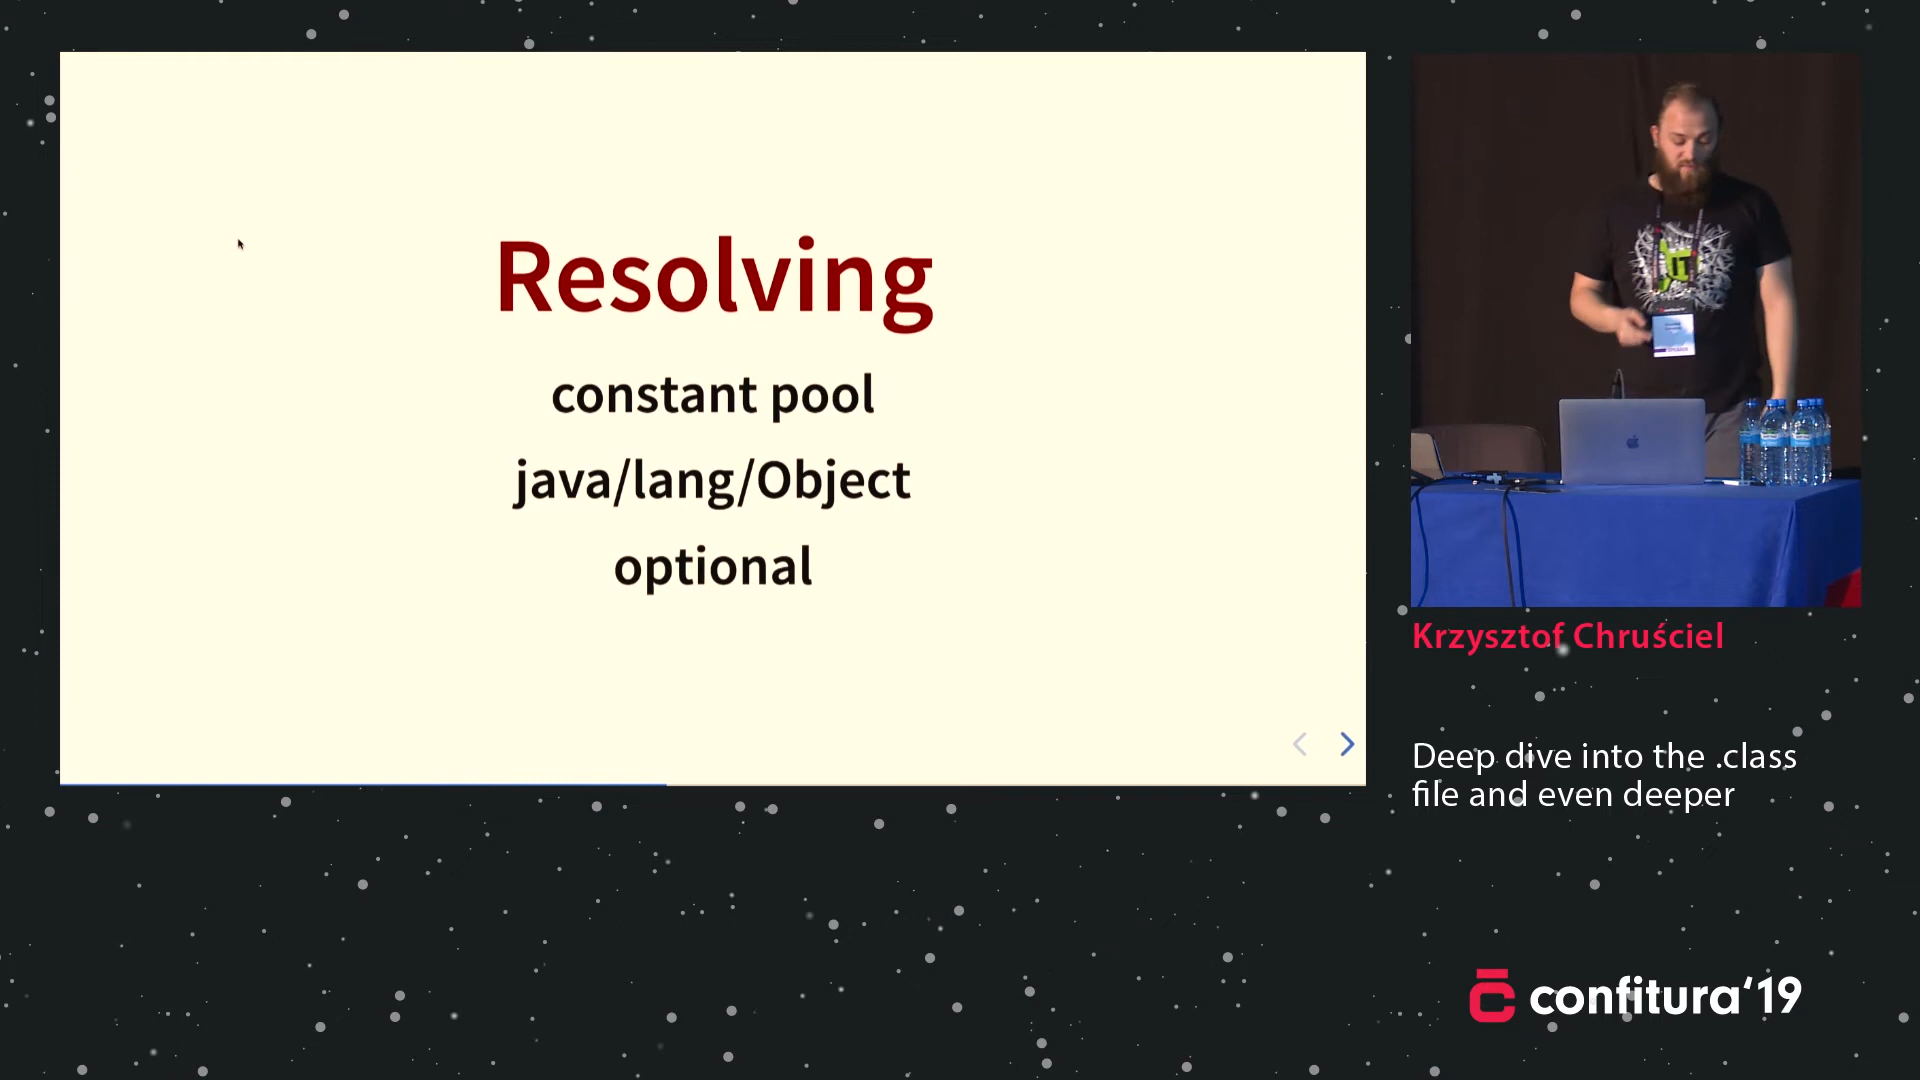 Resolving
constant pool
java/lang/Object
optional
IT
Krzysztof Chruściel
Deep dive into the .class
file and even deeper
confitura‘19